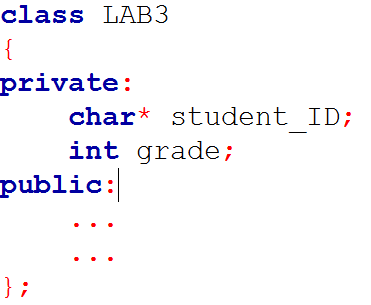 class LAB3
{
private:
    char* student_ID;
    int grade;
public:
    ...
    ...
};